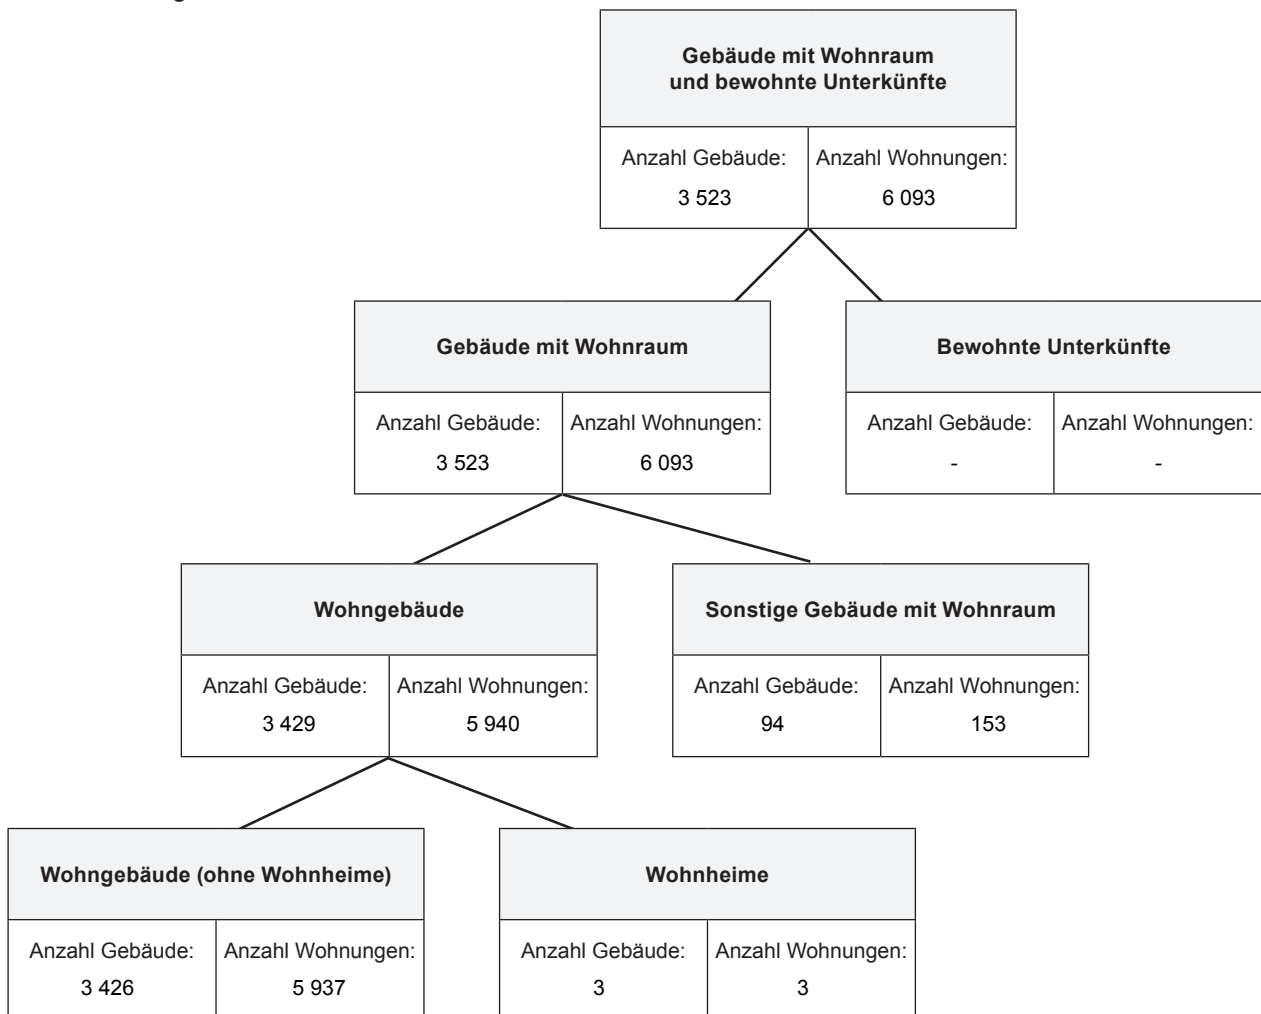 Gebäude mit Wohnraum
und bewohnte Unterkünfte
Anzahl Gebäude: Anzahl Wohnungen:
3 523 6 093
Gebäude mit Wohnraum
Anzahl Gebäude: Anzahl Wohnungen:
3 523 6 093
Bewohnte Unterkünfte
Anzahl Gebäude: Anzahl Wohnungen:
- -
Wohngebäude
Anzahl Gebäude: Anzahl Wohnungen:
3 429 5 940
Sonstige Gebäude mit Wohnraum
Anzahl Gebäude: Anzahl Wohnungen:
94 153
Wohngebäude (ohne Wohnheime)
Anzahl Gebäude: Anzahl Wohnungen:
3 426 5 937
Wohnheime
Anzahl Gebäude: Anzahl Wohnungen:
3 3